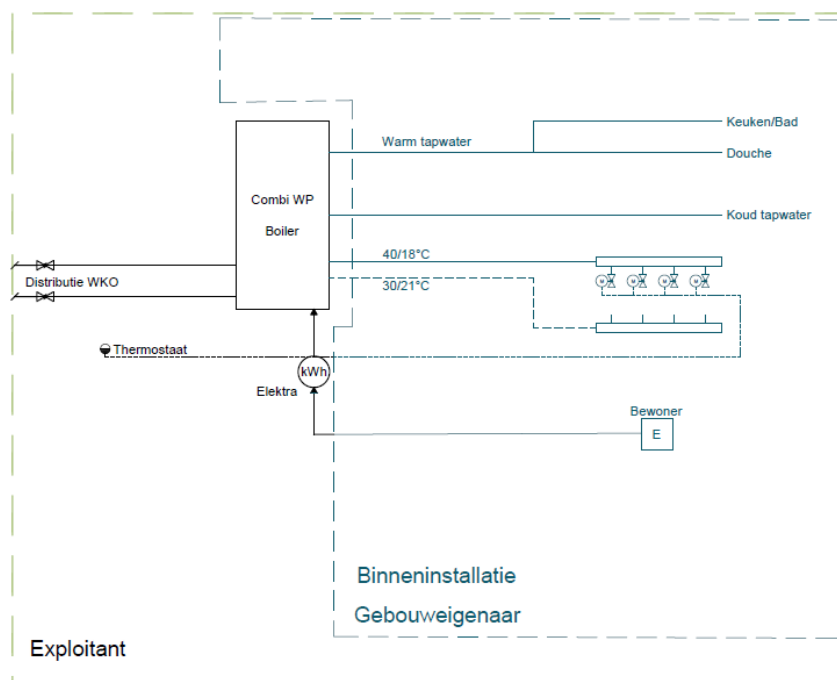 Keuken/Bad
Warm tapwater
Douche
Combi WP
Boiler
Koud tapwater
40/18°C
Distributie WKO
30/21°C
M M M M
Thermostaat
kWh
Elektra
Bewoner
E
Binneninstallatie
Gebouweigenaar
Exploitant